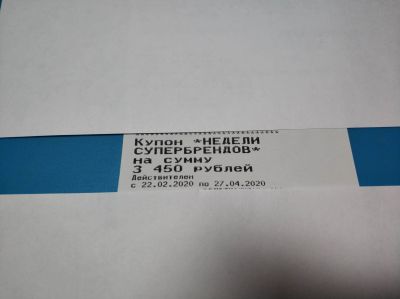 Купон *НЕДЕЛИ
СУПЕРБРЕНДОВ*
на сумму
3 450 рублей
Действителен
с 22.02.2020 по 27.04.2020